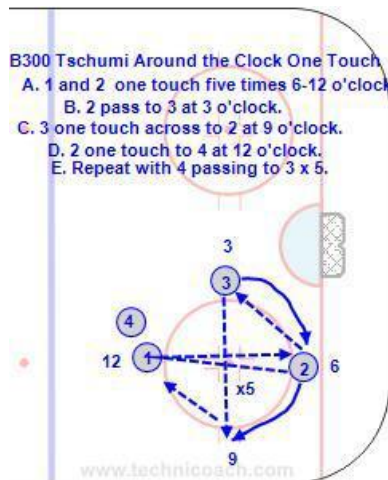 B300 Tschumi Around the Clock One Touch
A. 1 and 2 one touch five times 6-12 o'clock
B. 2 pass to 3 at 3 o'clock.
C. 3 one touch across to 2 at 9 o'clock.
D. 2 one touch to 4 at 12 o'clock.
E. Repeat with 4 passing to 3 x 5.
3
3
4
12
1
2
6
x5
9
www.technicoach.com